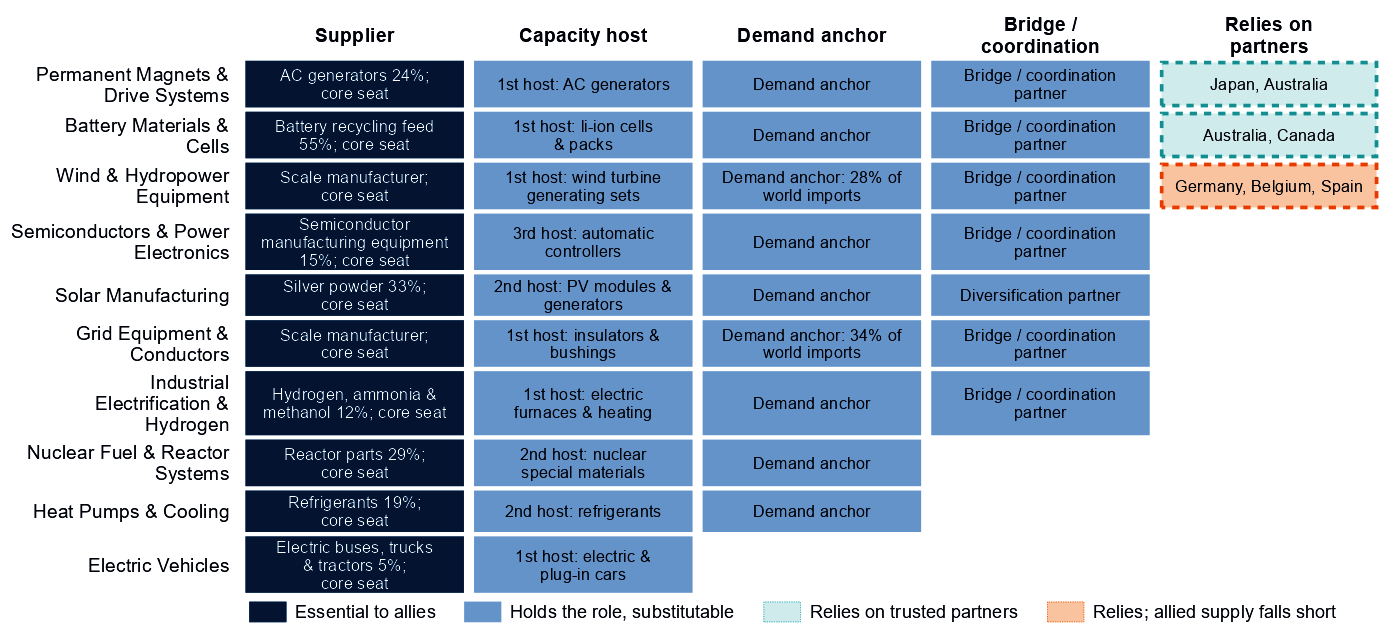 Supplier
Capacity host
Demand anchor
Bridge /
coordination
Relies on
partners
Permanent Magnets &
Drive Systems
AC generators 24%;
core seat
1st host: AC generators
Demand anchor
Bridge / coordination
partner
Japan, Australia
Battery Materials &
Cells
Battery recycling feed
55%; core seat
1st host: li-ion cells
& packs
Demand anchor
Bridge / coordination
partner
Australia, Canada
Wind & Hydropower
Equipment
Scale manufacturer;
core seat
1st host: wind turbine
generating sets
Demand anchor: 28% of
world imports
Bridge / coordination
partner
Germany, Belgium, Spain
Semiconductors & Power
Electronics
Semiconductor
manufacturing equipment
15%; core seat
3rd host: automatic
controllers
Demand anchor
Bridge / coordination
partner
Solar Manufacturing
Silver powder 33%;
core seat
2nd host: PV modules &
generators
Demand anchor
Diversification partner
Grid Equipment &
Conductors
Scale manufacturer;
core seat
1st host: insulators &
bushings
Demand anchor: 34% of
world imports
Bridge / coordination
partner
Industrial
Electrification &
Hydrogen
Hydrogen, ammonia &
methanol 12%; core seat
1st host: electric
furnaces & heating
Demand anchor
Bridge / coordination
partner
Nuclear Fuel & Reactor
Systems
Reactor parts 29%;
core seat
2nd host: nuclear
special materials
Demand anchor
Heat Pumps & Cooling
Refrigerants 19%;
core seat
2nd host: refrigerants
Demand anchor
Electric Vehicles
Electric buses, trucks
& tractors 5%;
core seat
1st host: electric &
plug-in cars
Essential to allies
Holds the role, substitutable
Relies on trusted partners
Relies; allied supply falls short